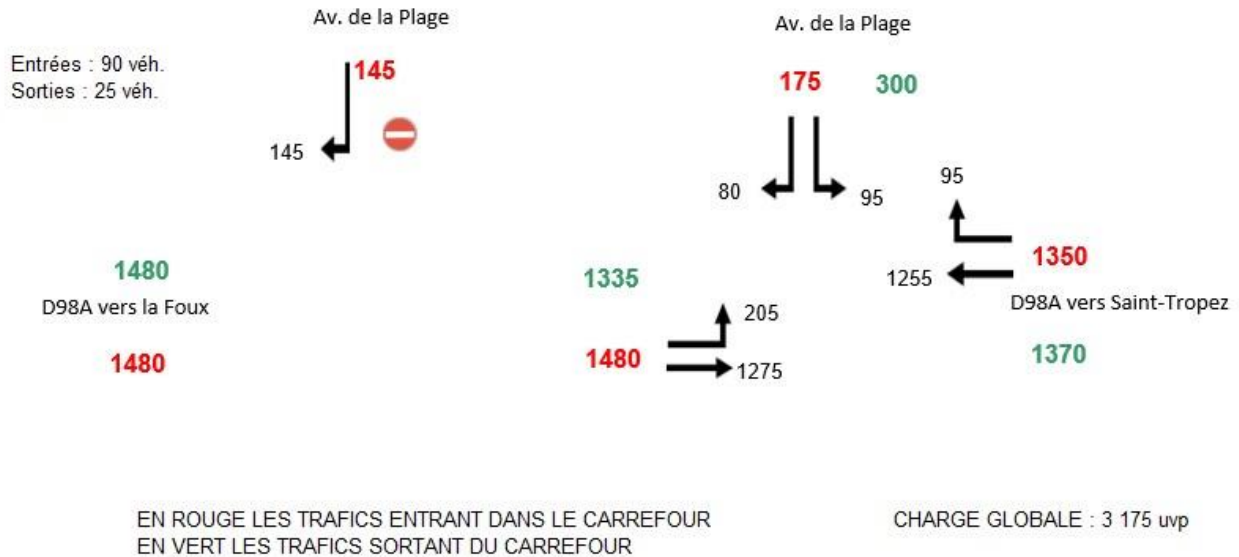 Av. de la Plage
Av. de la Plage
Entrées : 90 véh.
Sorties : 25 véh.
145
175
300
145
80
95
95
1480
1335
1255
1350
D98A vers la Foux
205
D98A vers Saint-Tropez
1480
1480
1275
1370
EN ROUGE LES TRAFICS ENTRANT DANS LE CARREFOUR
EN VERT LES TRAFICS SORTANT DU CARREFOUR
CHARGE GLOBALE : 3 175 uvp